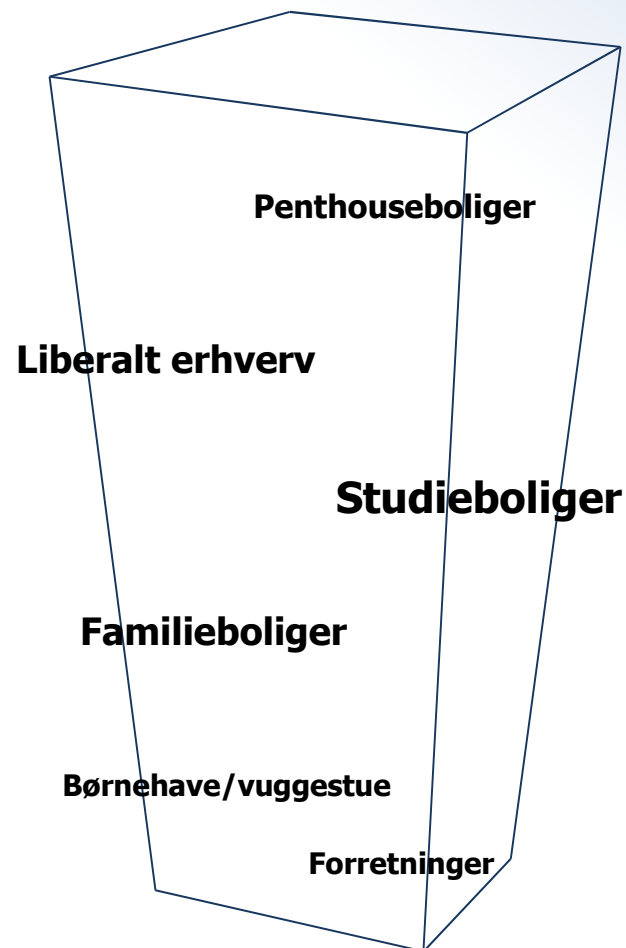 Penthouseboliger
Liberalt erhverv
Studieboliger
Familieboliger
Børnehave/vuggestue
Forretninger